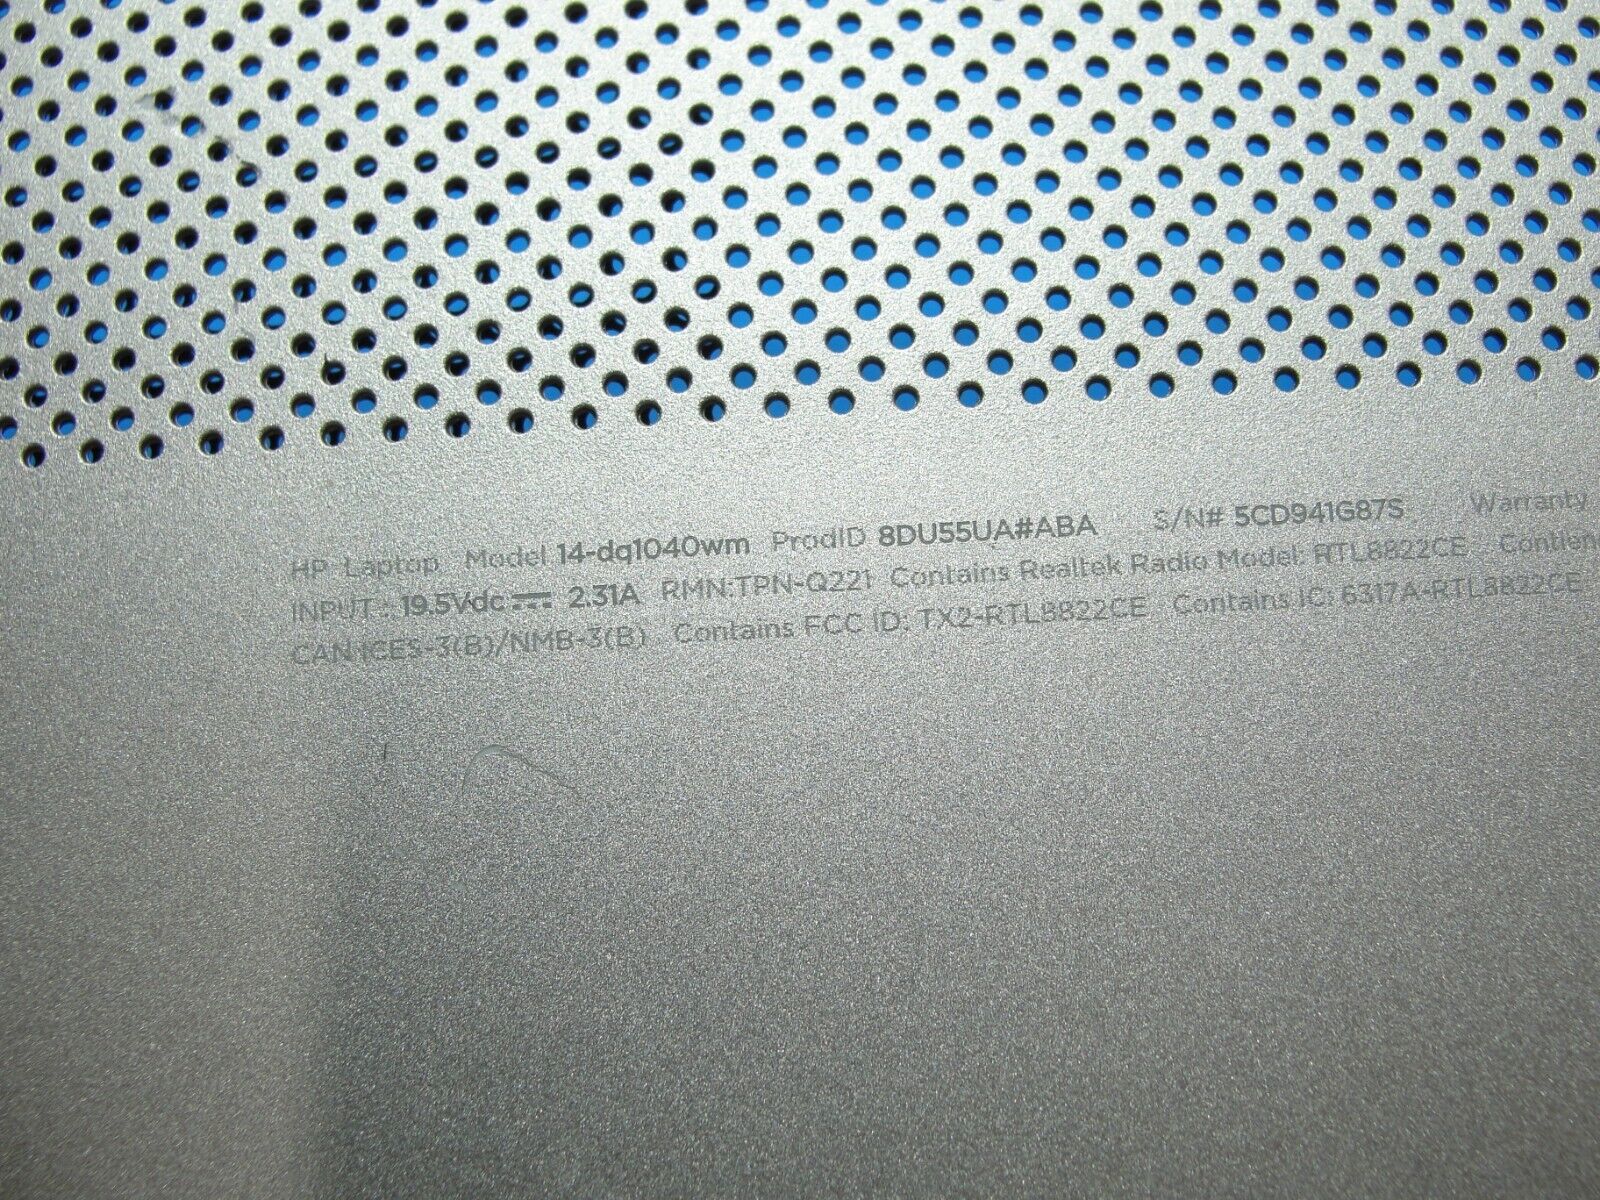 HP Laptop Model 14-dq1040wm ProdID 8DU55UA#ABA S/N# 5CD941G87S Warranty
INPUT: 19.5Vdc ⎓ 2.31A RMN:TPN-Q221 Contains Realtek Radio Model: RTL8822CE Contien
CAN ICES-3(B)/NMB-3(B) Contains FCC ID: TX2-RTL8822CE Contains IC: 6317A-RTL8822CE